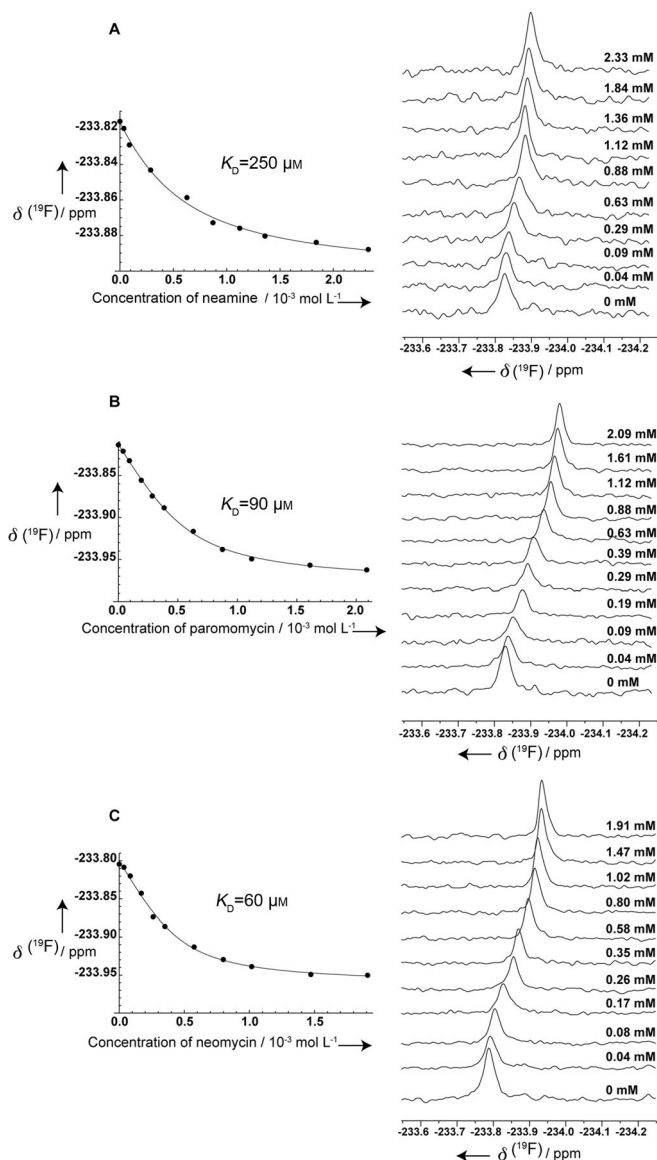 A
-233.82
-233.84
-233.86
-233.88
δ (¹⁹F) / ppm
K_D=250 μM
0.0 0.5 1.0 1.5 2.0
Concentration of neamine / 10⁻³ mol L⁻¹
2.33 mM
1.84 mM
1.36 mM
1.12 mM
0.88 mM
0.63 mM
0.29 mM
0.09 mM
0.04 mM
0 mM
-233.6 -233.7 -233.8 -233.9 -234.0 -234.1 -234.2
δ (¹⁹F) / ppm
B
-233.85
-233.90
-233.95
δ (¹⁹F) / ppm
K_D=90 μM
0.0 0.5 1.0 1.5 2.0
Concentration of paromomycin / 10⁻³ mol L⁻¹
2.09 mM
1.61 mM
1.12 mM
0.88 mM
0.63 mM
0.39 mM
0.29 mM
0.19 mM
0.09 mM
0.04 mM
0 mM
-233.6 -233.7 -233.8 -233.9 -234.0 -234.1 -234.2
δ (¹⁹F) / ppm
C
-233.80
-233.85
-233.90
-233.95
δ (¹⁹F) / ppm
K_D=60 μM
0.0 0.5 1.0 1.5
Concentration of neomycin / 10⁻³ mol L⁻¹
1.91 mM
1.47 mM
1.02 mM
0.80 mM
0.58 mM
0.35 mM
0.26 mM
0.17 mM
0.08 mM
0.04 mM
0 mM
-233.6 -233.7 -233.8 -233.9 -234.0 -234.1 -234.2
δ (¹⁹F) / ppm